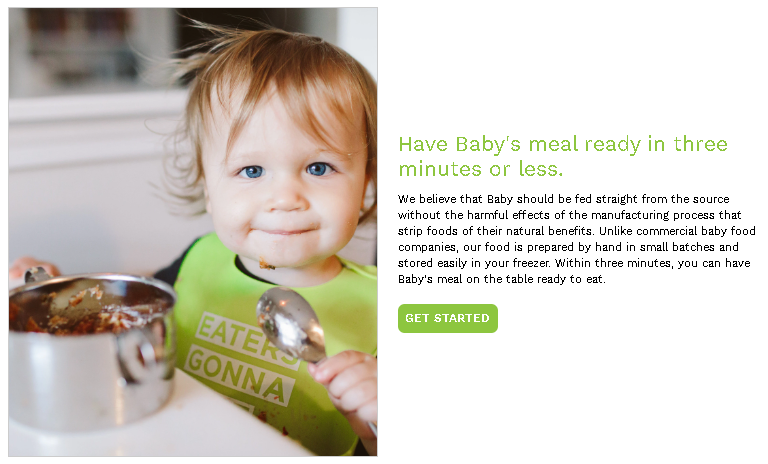 EATERS
GONNA
Have Baby's meal ready in three
minutes or less.
We believe that Baby should be fed straight from the source
without the harmful effects of the manufacturing process that
strip foods of their natural benefits. Unlike commercial baby food
companies, our food is prepared by hand in small batches and
stored easily in your freezer. Within three minutes, you can have
Baby's meal on the table ready to eat.
GET STARTED